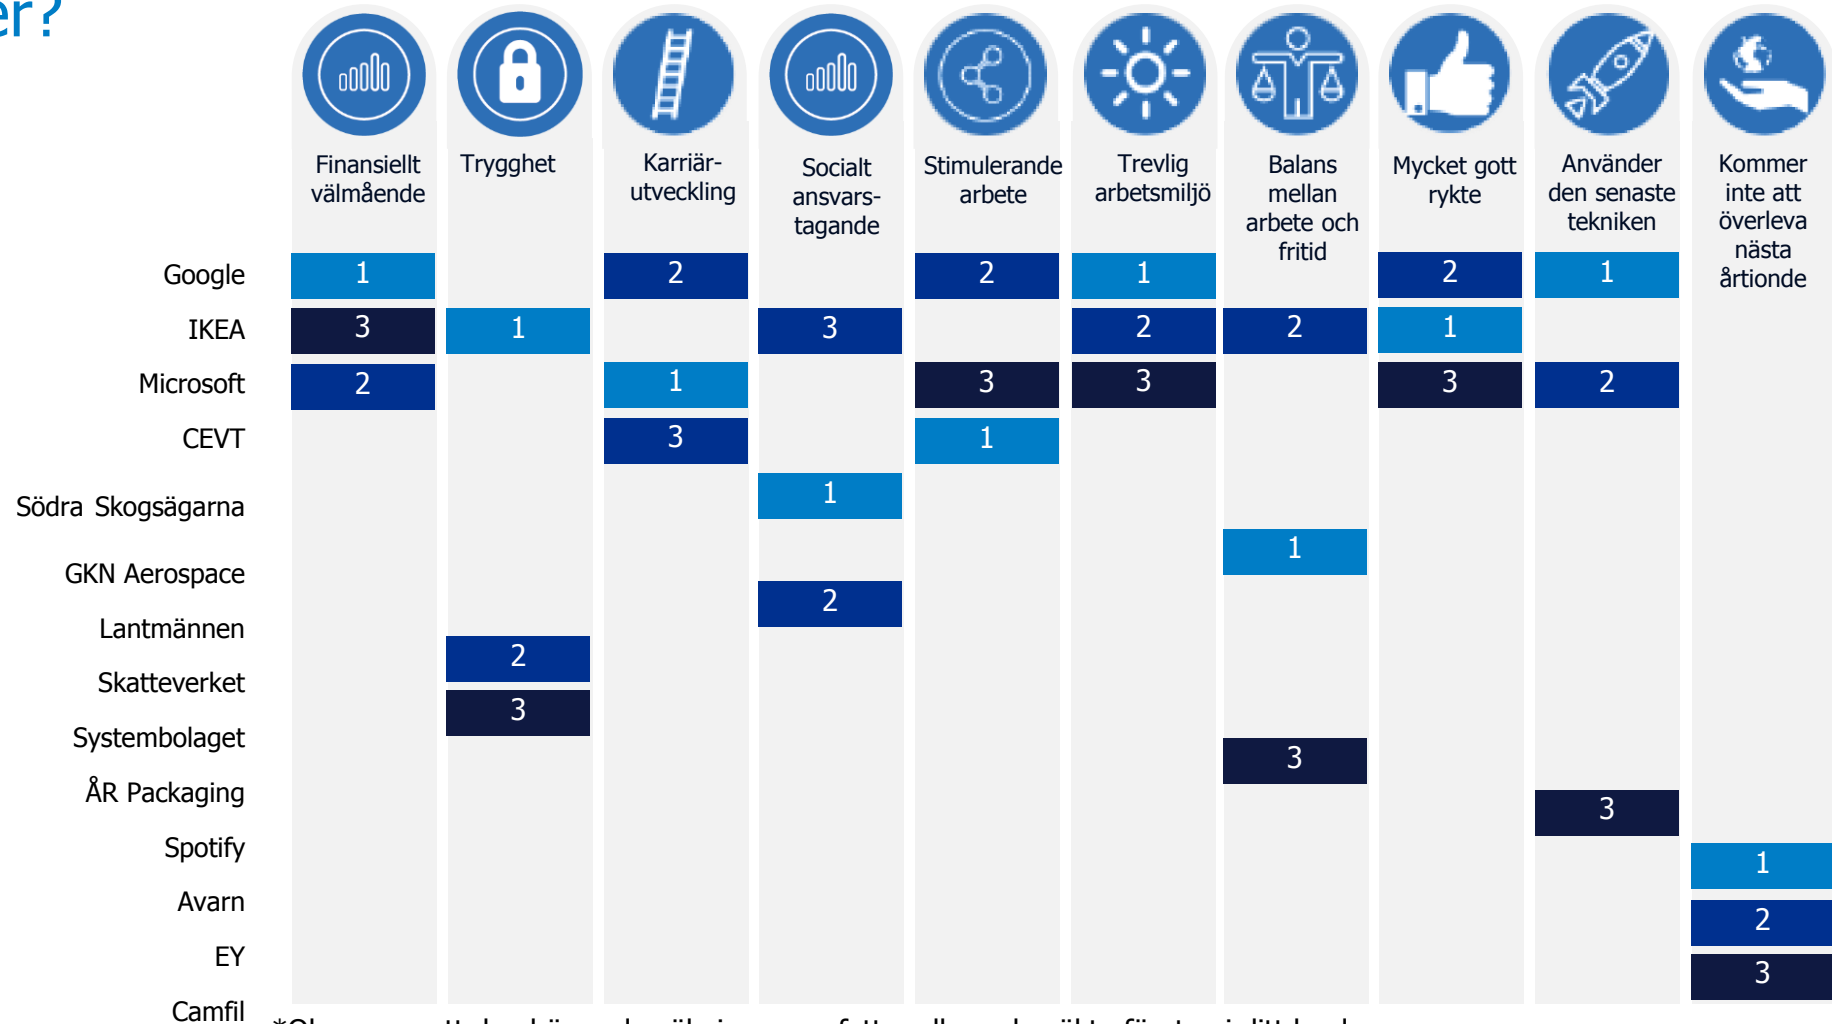 er?
Finansiellt
välmående
Trygghet
Karriär-
utveckling
Socialt
ansvars-
tagande
Stimulerande
arbete
Trevlig
arbetsmiljö
Balans
mellan
arbete och
fritid
Mycket gott
rykte
Använder
den senaste
tekniken
Kommer
inte att
överleva
nästa
årtionde
Google 1 2 2 1 2 1
IKEA 3 1 3 2 2 1
Microsoft 2 1 3 3 3 2
CEVT 3 1
Södra Skogsägarna 1
GKN Aerospace 1
Lantmännen 2
Skatteverket 2
Systembolaget 3
ÅR Packaging 3
Spotify 3
Avarn 1
EY 2
Camfil 3